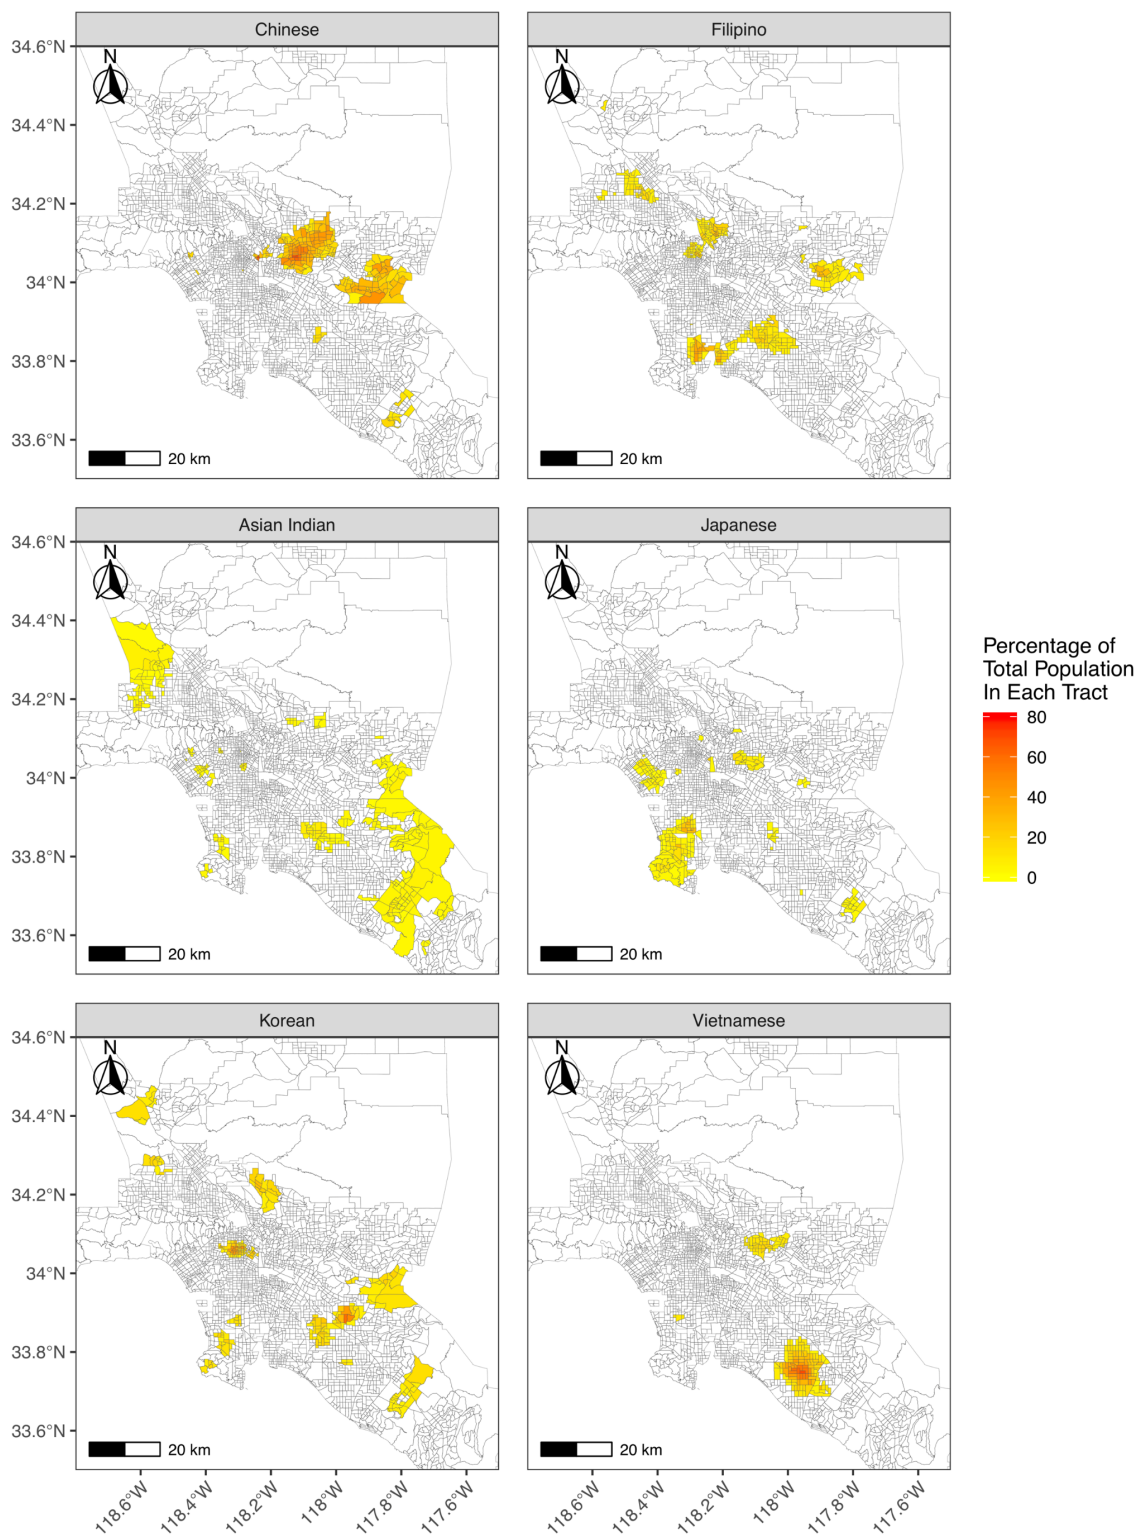 Chinese
Filipino
34.6°N
34.4°N
34.2°N
34°N
33.8°N
33.6°N
N
20 km
N
20 km
Asian Indian
Japanese
34.6°N
34.4°N
34.2°N
34°N
33.8°N
33.6°N
N
20 km
N
20 km
Percentage of
Total Population
In Each Tract
80
60
40
20
0
Korean
Vietnamese
34.6°N
34.4°N
34.2°N
34°N
33.8°N
33.6°N
N
20 km
N
20 km
118.6°W
118.4°W
118.2°W
118°W
117.8°W
117.6°W
118.6°W
118.4°W
118.2°W
118°W
117.8°W
117.6°W